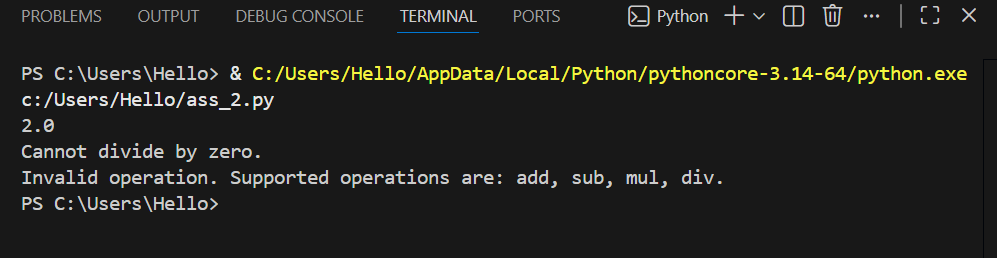 PROBLEMS OUTPUT DEBUG CONSOLE TERMINAL PORTS Python
PS C:\Users\Hello> & C:/Users/Hello/AppData/Local/Python/pythoncore-3.14-64/python.exe
c:/Users/Hello/ass_2.py
2.0
Cannot divide by zero.
Invalid operation. Supported operations are: add, sub, mul, div.
PS C:\Users\Hello>